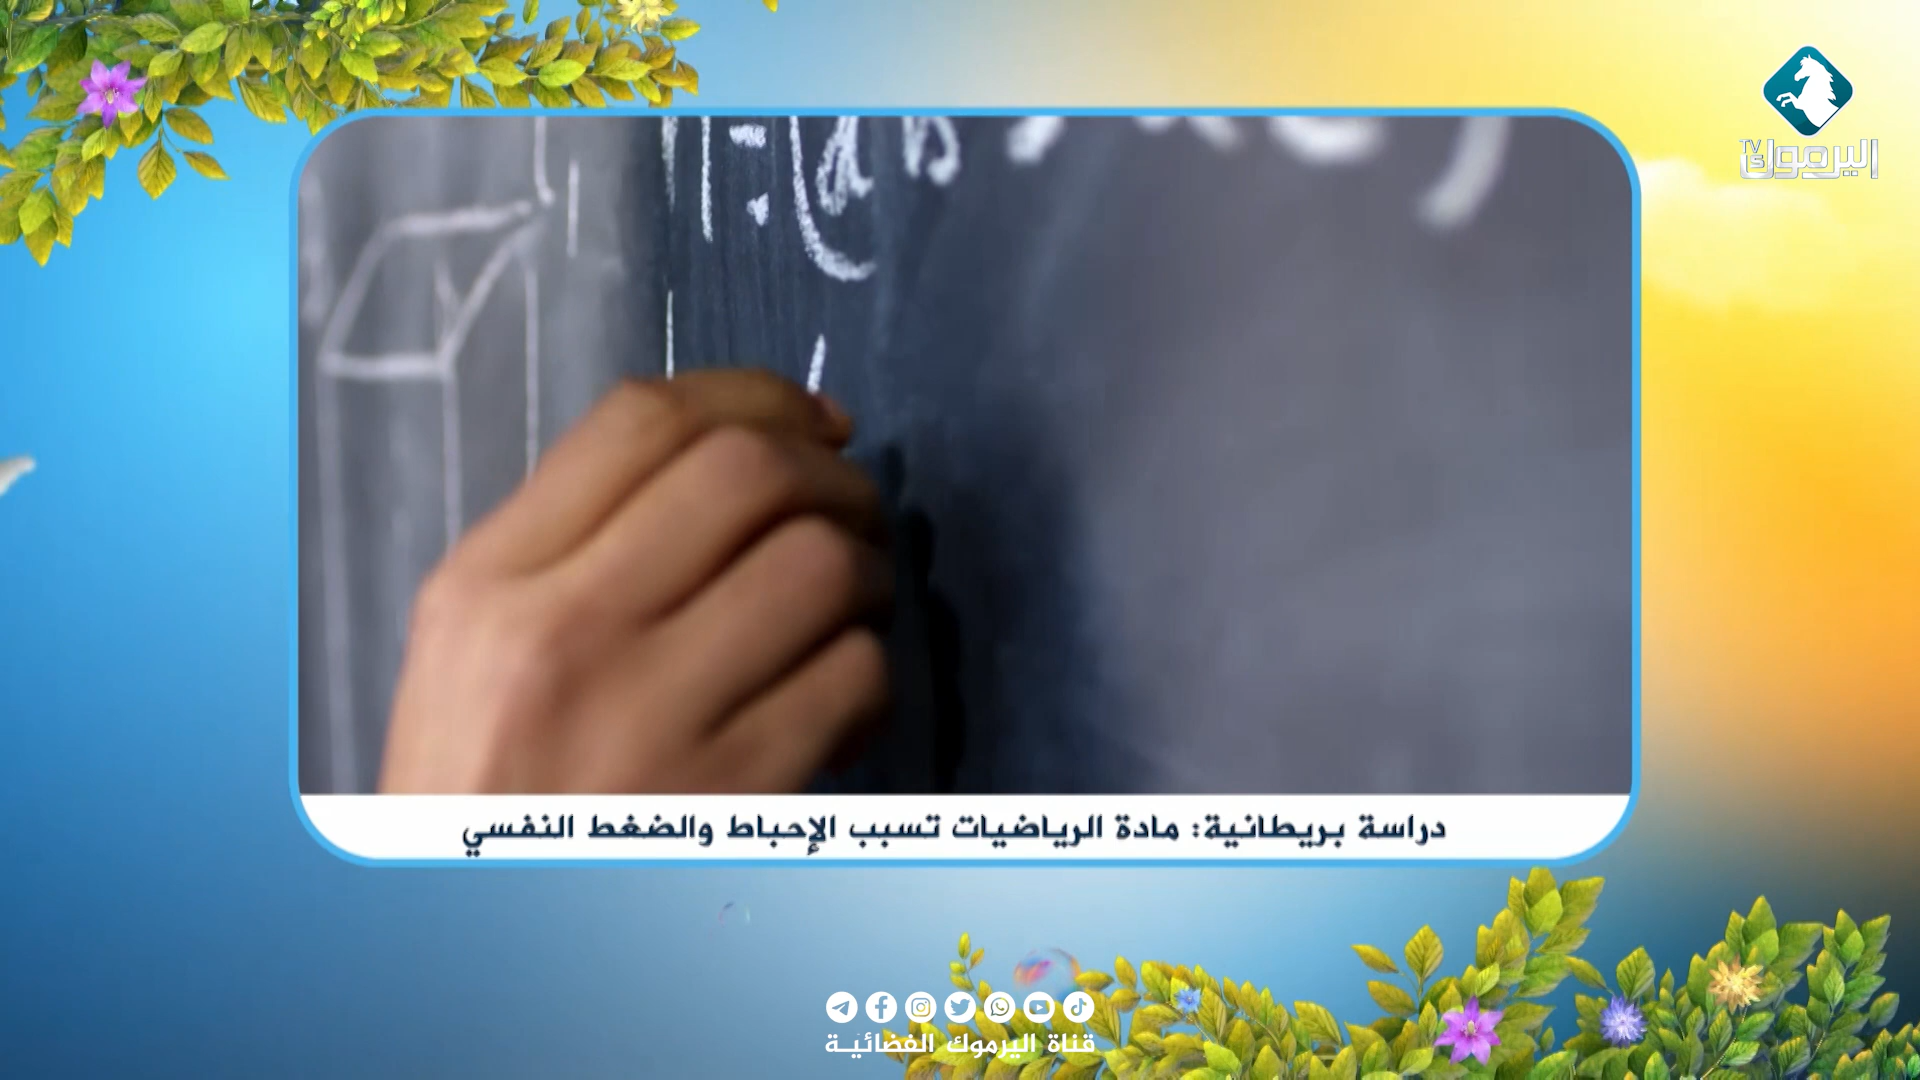 TV
اليرموك
دراسة بريطانية: مادة الرياضيات تسبب الإحباط والضغط النفسي
قناة اليرموك الفضائية